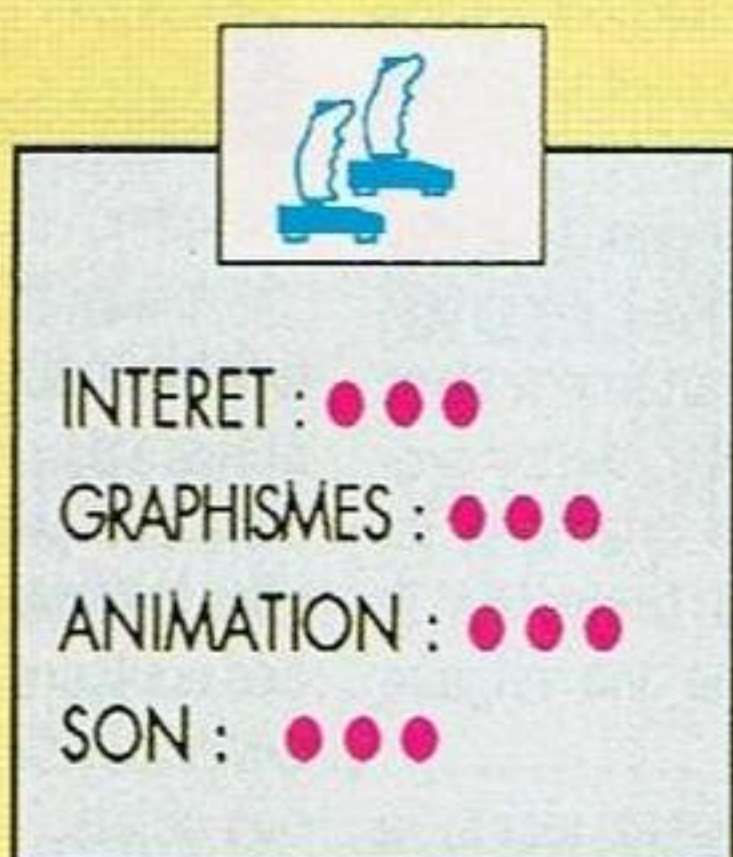 INTERET : ●●●
GRAPHISMES : ●●●
ANIMATION : ●●●
SON : ●●●